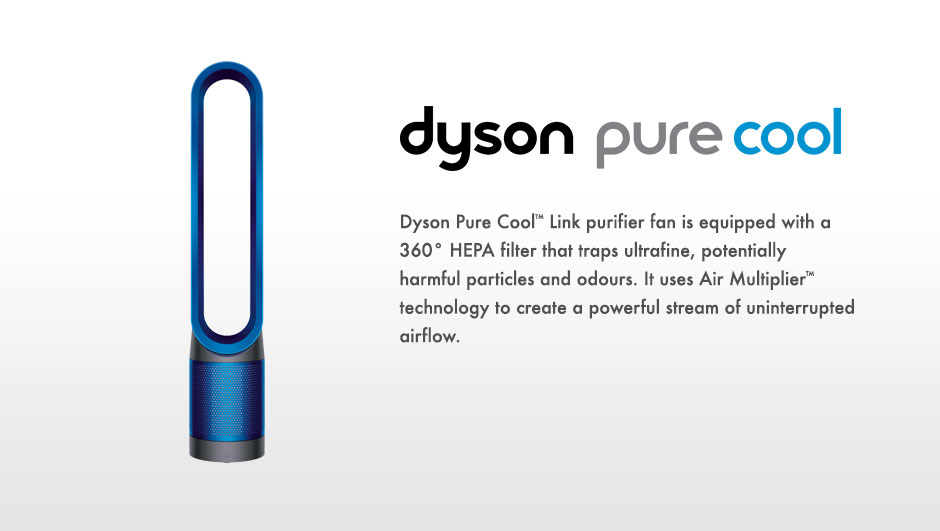 dyson pure cool
Dyson Pure Cool™ Link purifier fan is equipped with a
360° HEPA filter that traps ultrafine, potentially
harmful particles and odours. It uses Air Multiplier™
technology to create a powerful stream of uninterrupted
airflow.